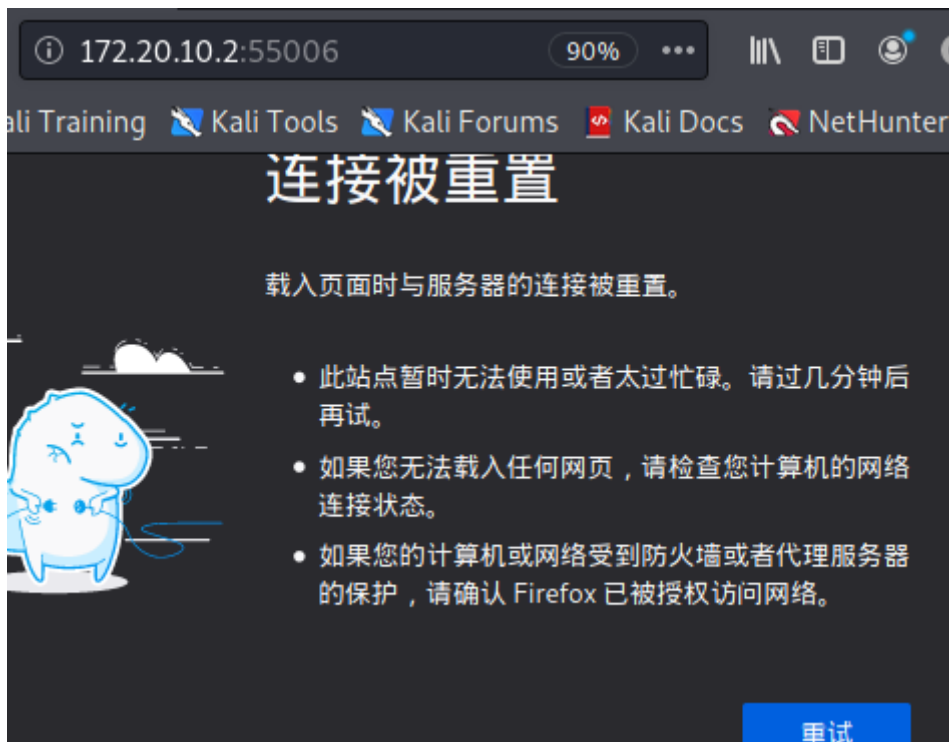 172.20.10.2:55006 90%
ali Training Kali Tools Kali Forums Kali Docs NetHunter
连接被重置
载入页面时与服务器的连接被重置。
此站点暂时无法使用或者太过忙碌。请过几分钟后
再试。
如果您无法载入任何网页，请检查您计算机的网络
连接状态。
如果您的计算机或网络受到防火墙或者代理服务器
的保护，请确认 Firefox 已被授权访问网络。
重试